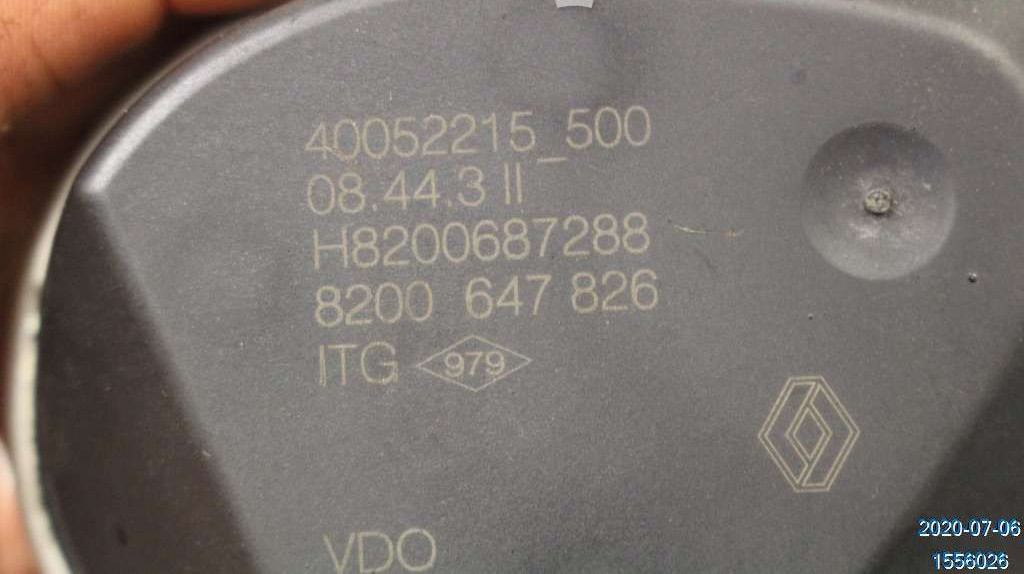 40052215_500
08.44.3 II
H8200687288
8200 647 826
ITG 979
VDO
2020-07-06
1556026